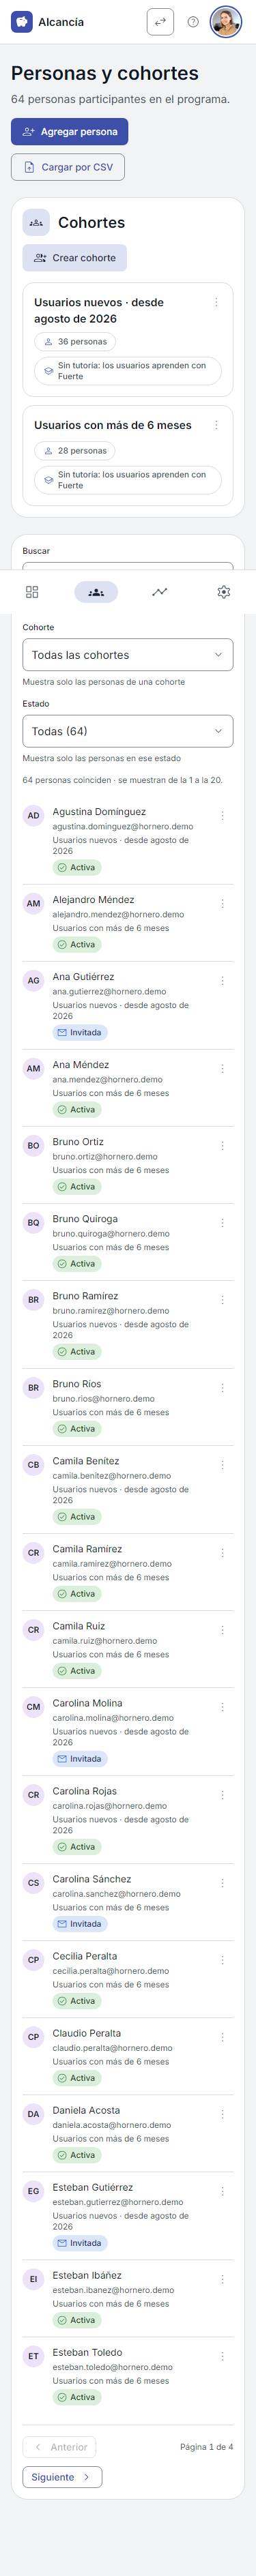 Alcancía
Personas y cohortes
64 personas participantes en el programa.
Agregar persona
Cargar por CSV
Cohortes
Crear cohorte
Usuarios nuevos · desde
agosto de 2026
36 personas
Sin tutoría: los usuarios aprenden con
Fuerte
Usuarios con más de 6 meses
28 personas
Sin tutoría: los usuarios aprenden con
Fuerte
Buscar
Cohorte
Todas las cohortes
Muestra solo las personas de una cohorte
Estado
Todas (64)
Muestra solo las personas en ese estado
64 personas coinciden · se muestran de la 1 a la 20.
AD
Agustina Domínguez
agustina.dominguez@hornero.demo
Usuarios nuevos · desde agosto de
2026
Activa
AM
Alejandro Méndez
alejandro.mendez@hornero.demo
Usuarios con más de 6 meses
Activa
AG
Ana Gutiérrez
ana.gutierrez@hornero.demo
Usuarios nuevos · desde agosto de
2026
Invitada
AM
Ana Méndez
ana.mendez@hornero.demo
Usuarios con más de 6 meses
Activa
BO
Bruno Ortiz
bruno.ortiz@hornero.demo
Usuarios con más de 6 meses
Activa
BQ
Bruno Quiroga
bruno.quiroga@hornero.demo
Usuarios con más de 6 meses
Activa
BR
Bruno Ramírez
bruno.ramirez@hornero.demo
Usuarios nuevos · desde agosto de
2026
Activa
BR
Bruno Ríos
bruno.rios@hornero.demo
Usuarios con más de 6 meses
Activa
CB
Camila Benítez
camila.benitez@hornero.demo
Usuarios nuevos · desde agosto de
2026
Activa
CR
Camila Ramírez
camila.ramirez@hornero.demo
Usuarios con más de 6 meses
Activa
CR
Camila Ruiz
camila.ruiz@hornero.demo
Usuarios con más de 6 meses
Activa
CM
Carolina Molina
carolina.molina@hornero.demo
Usuarios nuevos · desde agosto de
2026
Invitada
CR
Carolina Rojas
carolina.rojas@hornero.demo
Usuarios nuevos · desde agosto de
2026
Activa
CS
Carolina Sánchez
carolina.sanchez@hornero.demo
Usuarios con más de 6 meses
Invitada
CP
Cecilia Peralta
cecilia.peralta@hornero.demo
Usuarios con más de 6 meses
Activa
CP
Claudio Peralta
claudio.peralta@hornero.demo
Usuarios con más de 6 meses
Activa
DA
Daniela Acosta
daniela.acosta@hornero.demo
Usuarios con más de 6 meses
Activa
EG
Esteban Gutiérrez
esteban.gutierrez@hornero.demo
Usuarios nuevos · desde agosto de
2026
Invitada
EI
Esteban Ibáñez
esteban.ibanez@hornero.demo
Usuarios con más de 6 meses
Activa
ET
Esteban Toledo
esteban.toledo@hornero.demo
Usuarios con más de 6 meses
Activa
Anterior
Página 1 de 4
Siguiente